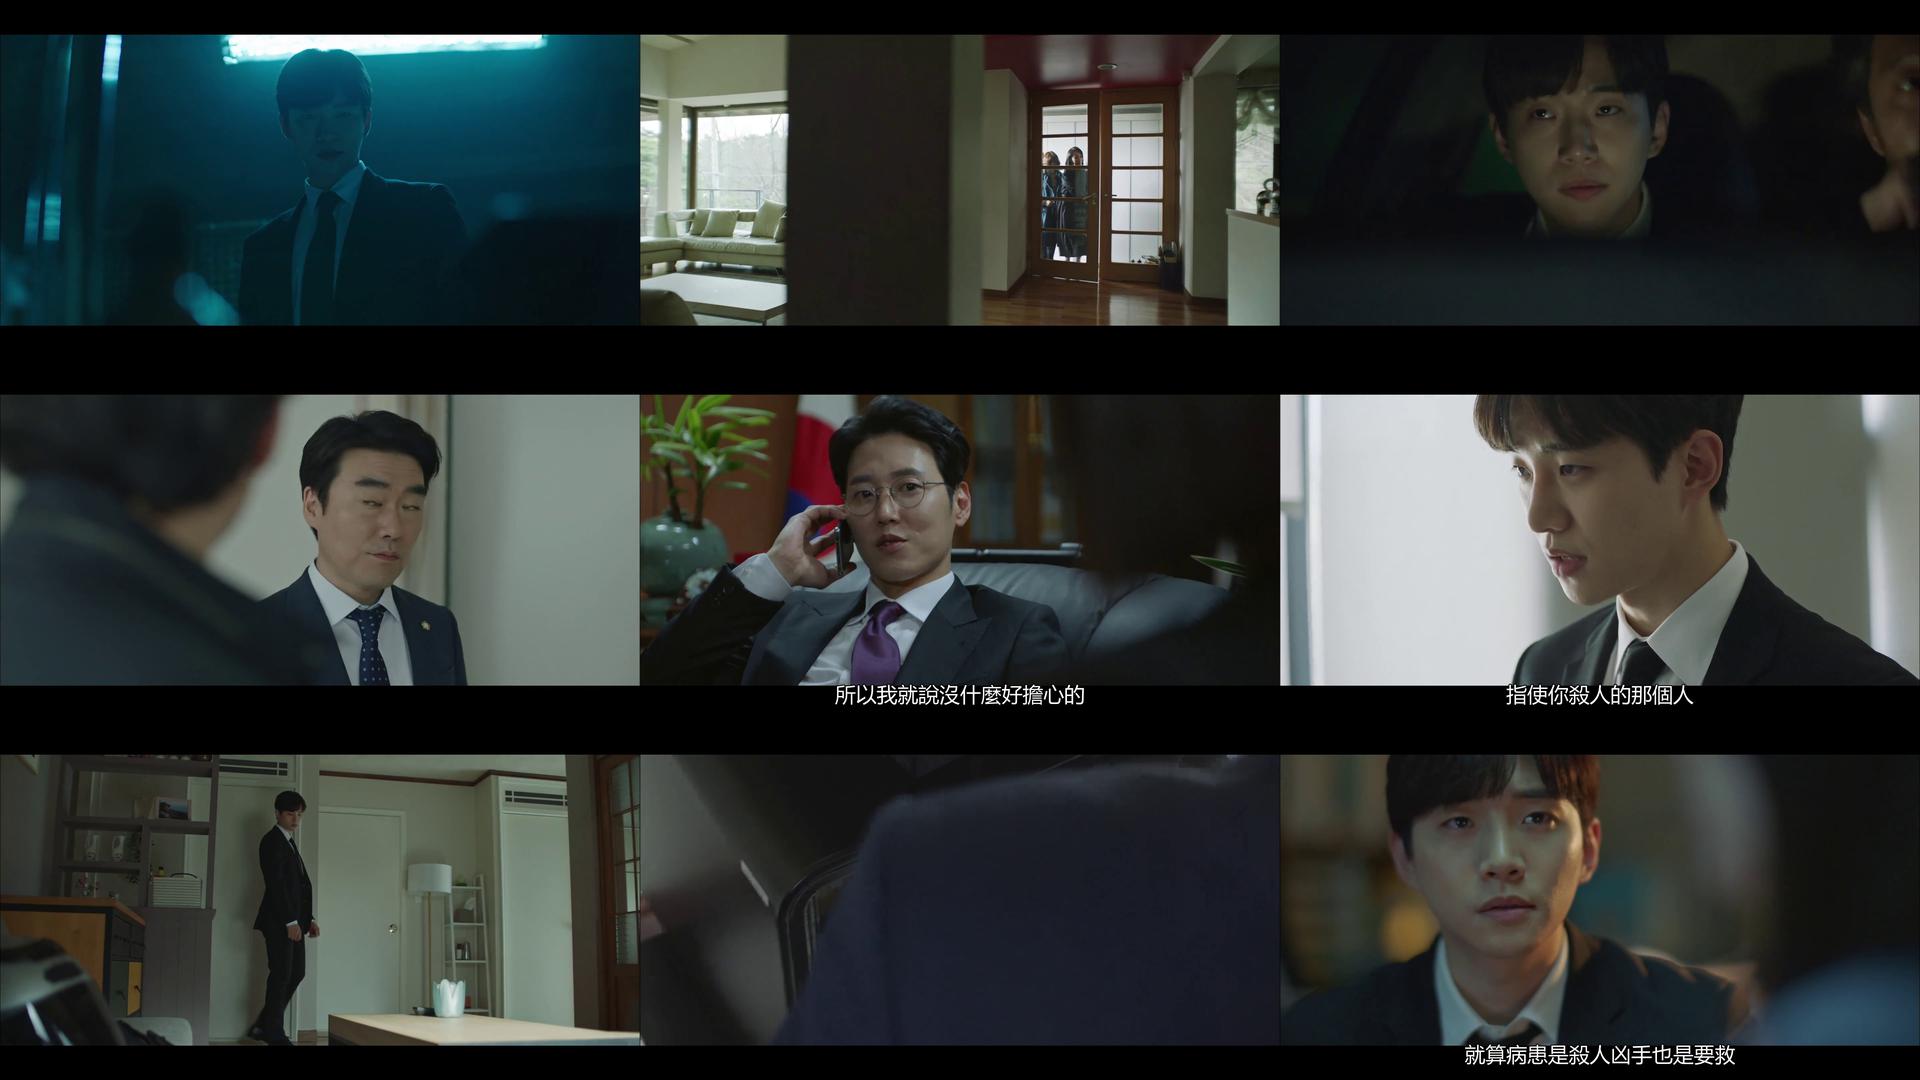 所以我就說沒什麼好擔心的
指使你殺人的那個人
就算病患是殺人凶手也是要救